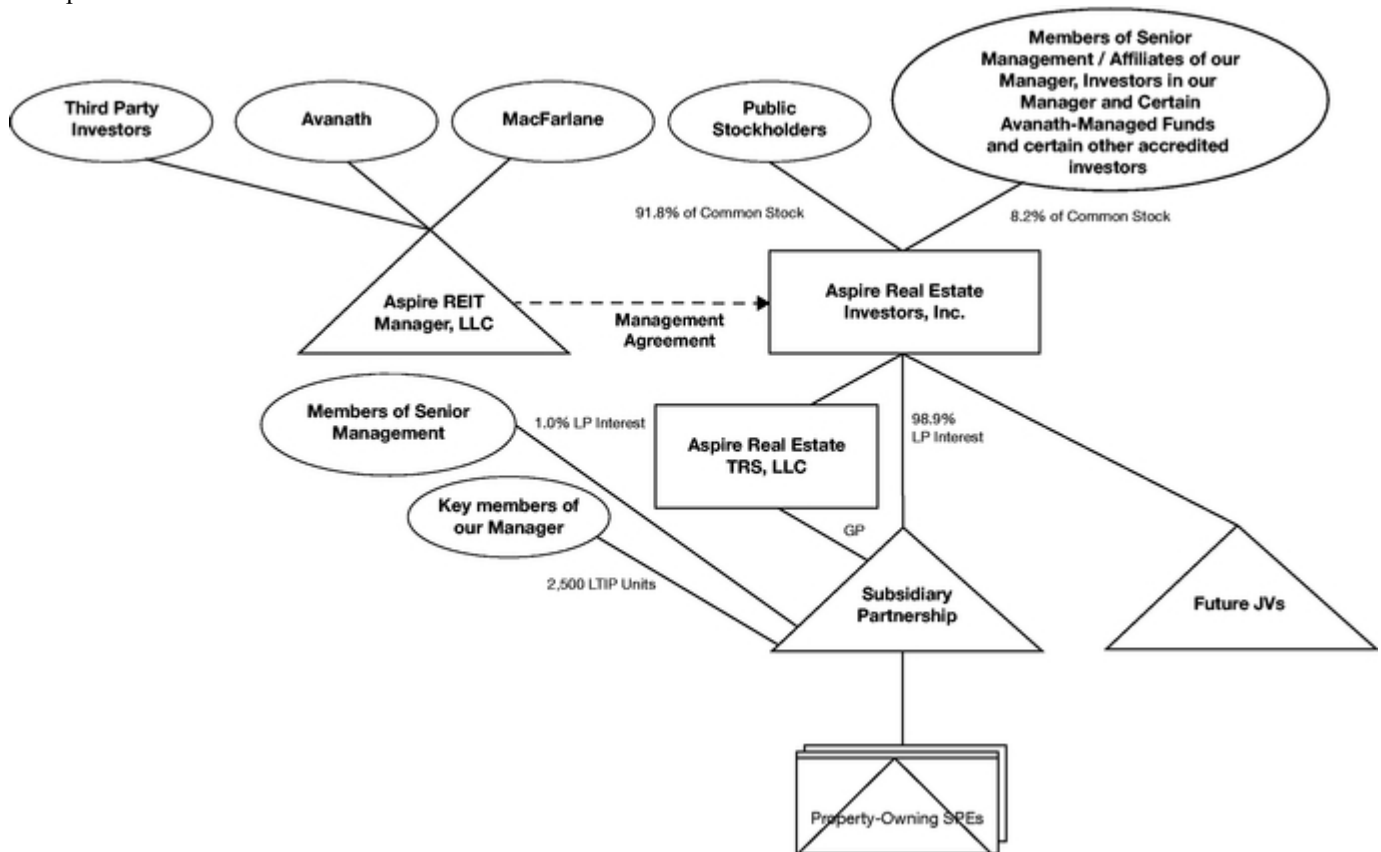 Members of Senior
Management / Affiliates of our
Manager, Investors in our
Manager and Certain
Avanath-Managed Funds
and certain other accredited
investors
Third Party
Investors
Avanath
MacFarlane
Public
Stockholders
91.8% of Common Stock
8.2% of Common Stock
Aspire REIT
Manager, LLC
Management
Agreement
Aspire Real Estate
Investors, Inc.
Members of Senior
Management
1.0% LP Interest
Aspire Real Estate
TRS, LLC
98.9%
LP Interest
Key members of
our Manager
GP
2,500 LTIP Units
Subsidiary
Partnership
Future JVs
Property-Owning SPEs